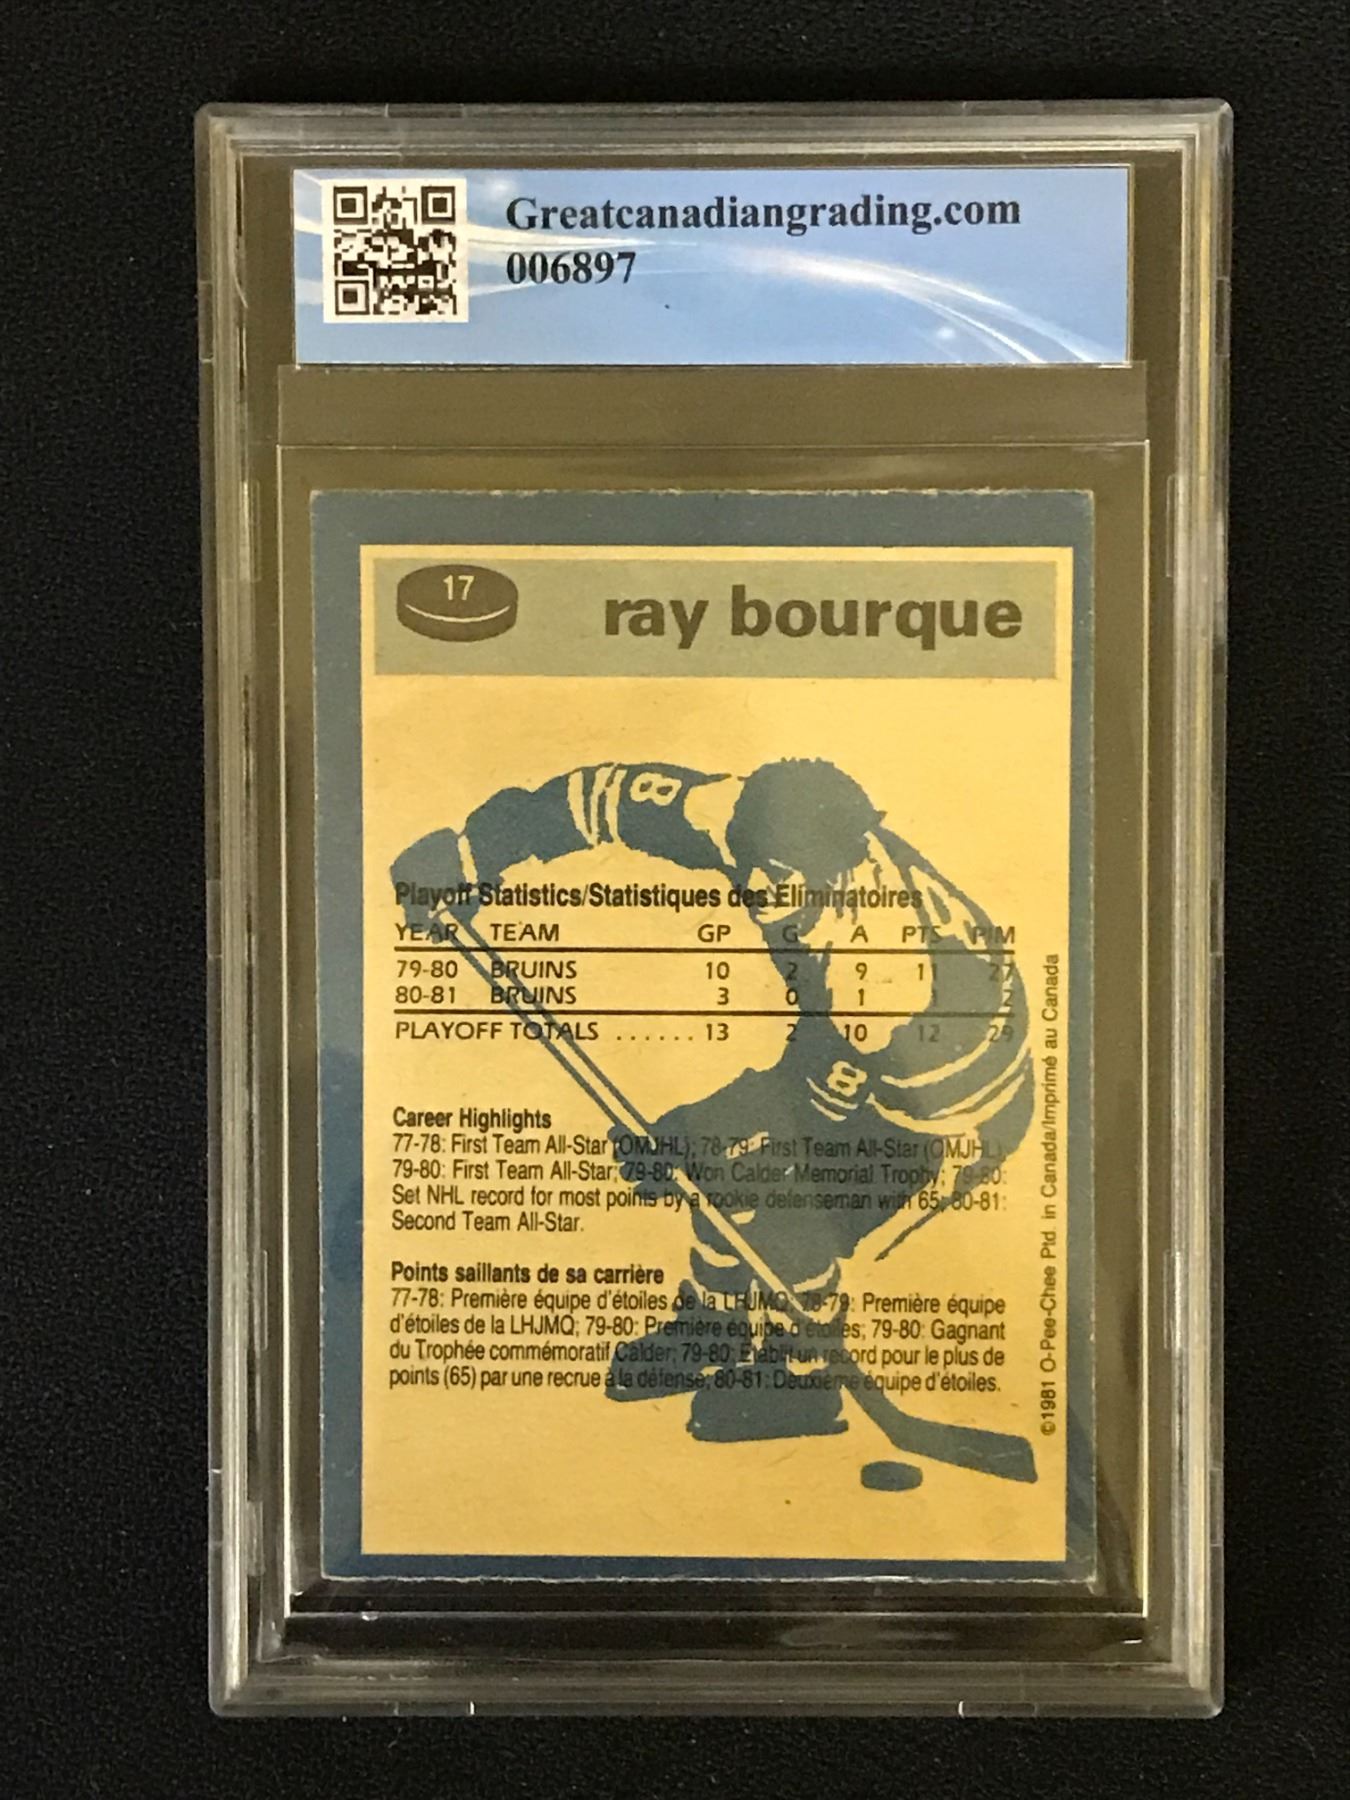 Greatcanadiangrading.com
006897
17
ray bourque
8
Playoff Statistics/Statistiques des Eliminatoires
YEAR TEAM GP G A PTS PIM
79-80 BRUINS 10 2 9 11 27
80-81 BRUINS 3 0 1 1 2
PLAYOFF TOTALS ...... 13 2 10 12 29
8
Career Highlights
77-78: First Team All-Star (OMJHL); 78-79: First Team All-Star (OMJHL);
79-80: First Team All-Star; 79-80: Won Calder Memorial Trophy; 79-80:
Set NHL record for most points by a rookie defenseman with 65; 80-81:
Second Team All-Star.
Points saillants de sa carrière
77-78: Première équipe d'étoiles de la LHJMQ; 78-79: Première équipe
d'étoiles de la LHJMQ; 79-80: Première équipe d'étoiles; 79-80: Gagnant
du Trophée commémoratif Calder; 79-80: Etablit un record pour le plus de
points (65) par une recrue à la défense; 80-81: Deuxième équipe d'étoiles.
©1981 O-Pee-Chee Ptd. in Canada/Imprimé au Canada